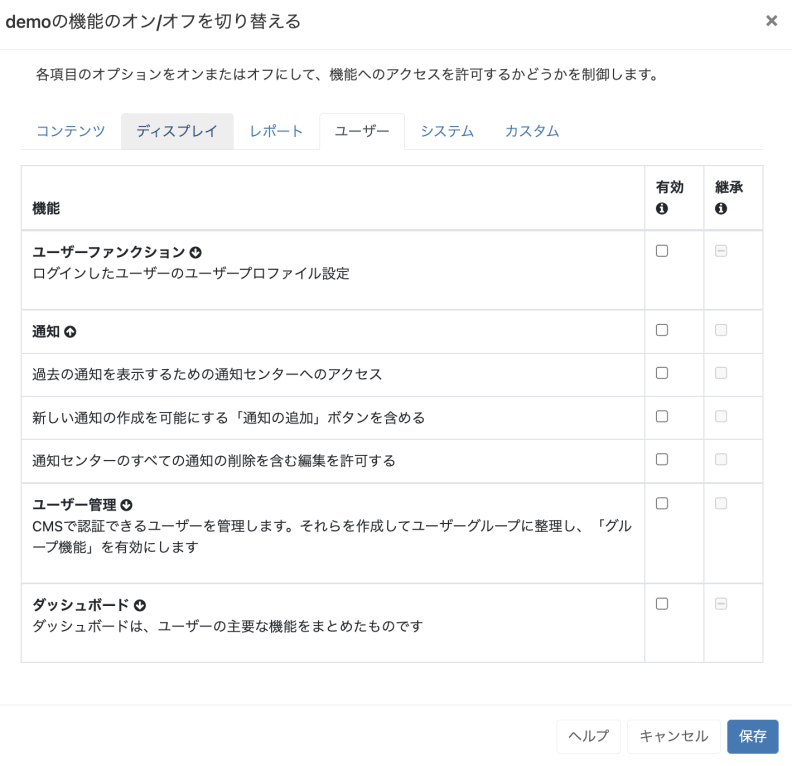 demoの機能のオン/オフを切り替える
×
各項目のオプションをオンまたはオフにして、機能へのアクセスを許可するかどうかを制御します。
コンテンツ ディスプレイ レポート ユーザー システム カスタム
機能 有効 継承
ユーザーファンクション
ログインしたユーザーのユーザープロファイル設定
通知
過去の通知を表示するための通知センターへのアクセス
新しい通知の作成を可能にする「通知の追加」ボタンを含める
通知センターのすべての通知の削除を含む編集を許可する
ユーザー管理
CMSで認証できるユーザーを管理します。それらを作成してユーザーグループに整理し、「グル
ープ機能」を有効にします
ダッシュボード
ダッシュボードは、ユーザーの主要な機能をまとめたものです
ヘルプ キャンセル 保存